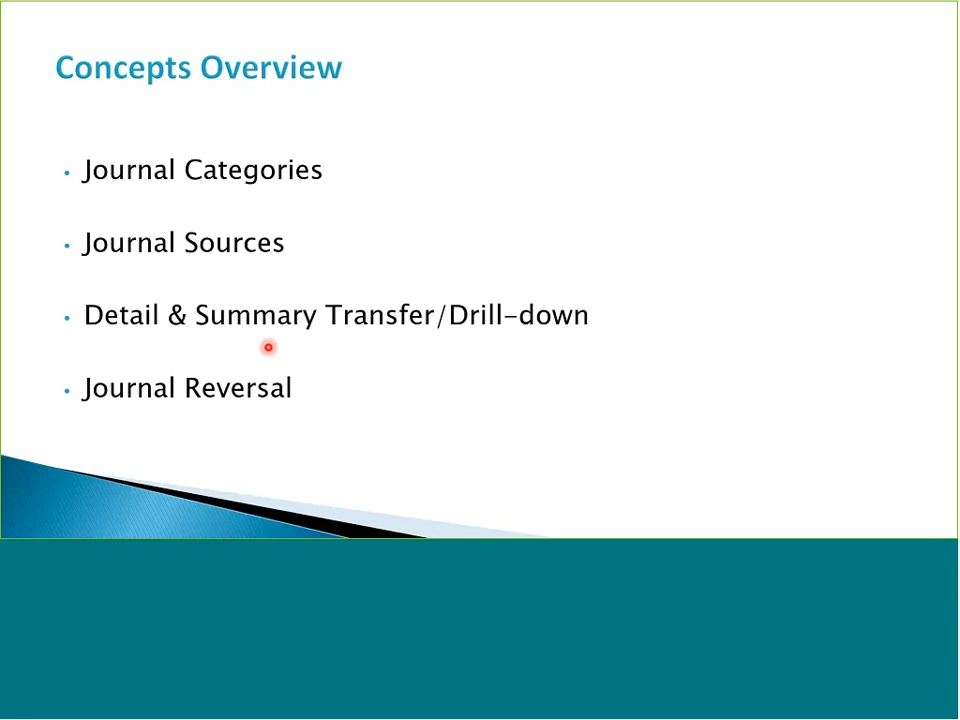 Concepts Overview
• Journal Categories
• Journal Sources
• Detail & Summary Transfer/Drill-down
• Journal Reversal